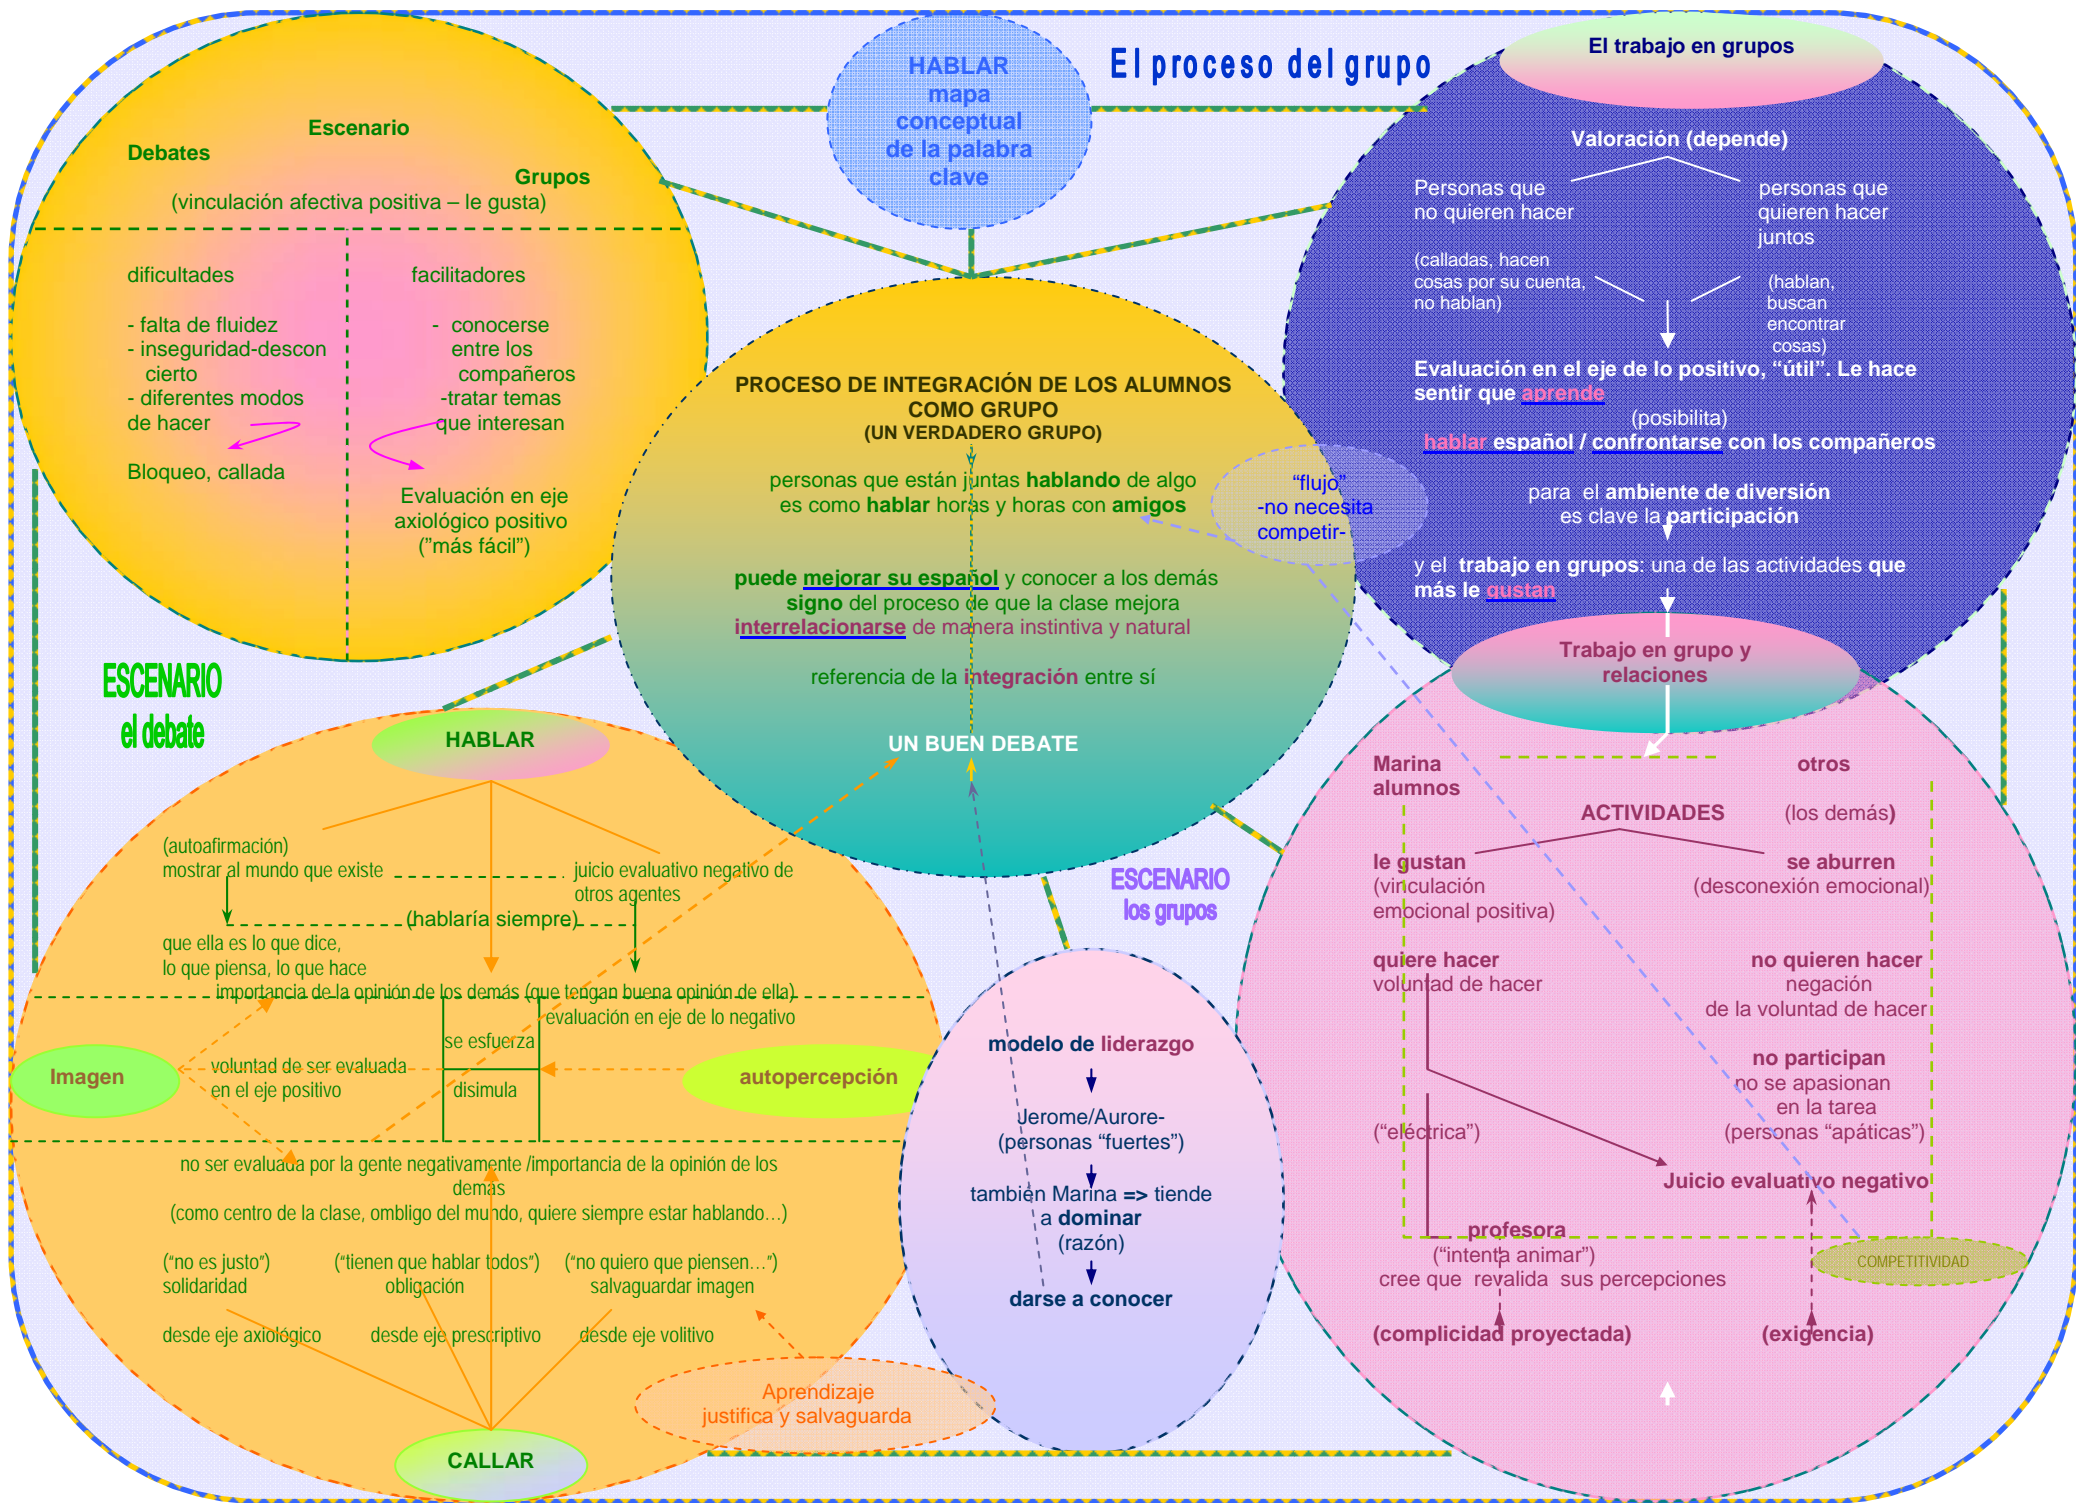 HABLAR
mapa
conceptual
de la palabra
clave
El proceso del grupo
Escenario
Debates
Grupos
(vinculación afectiva positiva – le gusta)
dificultades
- falta de fluidez
- inseguridad-descon
cierto
- diferentes modos
de hacer
Bloqueo, callada
facilitadores
- conocerse
entre los
compañeros
-tratar temas
que interesan
Evaluación en eje
axiológico positivo
("más fácil")
El trabajo en grupos
Valoración (depende)
Personas que
no quieren hacer
(calladas, hacen
cosas por su cuenta,
no hablan)
personas que
quieren hacer
juntos
(hablan,
buscan
encontrar
cosas)
Evaluación en el eje de lo positivo, “útil”. Le hace
sentir que aprende
(posibilita)
hablar español / confrontarse con los compañeros
para el ambiente de diversión
es clave la participación
y el trabajo en grupos: una de las actividades que
más le gustan
PROCESO DE INTEGRACIÓN DE LOS ALUMNOS
COMO GRUPO
(UN VERDADERO GRUPO)
personas que están juntas hablando de algo
es como hablar horas y horas con amigos
puede mejorar su español y conocer a los demás
signo del proceso de que la clase mejora
interrelacionarse de manera instintiva y natural
referencia de la integración entre sí
UN BUEN DEBATE
“flujo”
-no necesita
competir-
ESCENARIO
el debate
HABLAR
(autoafirmación)
mostrar al mundo que existe
juicio evaluativo negativo de
otros agentes
(hablaría siempre)
que ella es lo que dice,
lo que piensa, lo que hace
importancia de la opinión de los demás (que tengan buena opinión de ella)
evaluación en eje de lo negativo
se esfuerza
Imagen
voluntad de ser evaluada
en el eje positivo
disimula
autopercepción
no ser evaluada por la gente negativamente /importancia de la opinión de los
demás
(como centro de la clase, ombligo del mundo, quiere siempre estar hablando…)
(“no es justo”)
solidaridad
(“tienen que hablar todos”)
obligación
(“no quiero que piensen…”)
salvaguardar imagen
desde eje axiológico
desde eje prescriptivo
desde eje volitivo
Aprendizaje
justifica y salvaguarda
CALLAR
ESCENARIO
los grupos
modelo de liderazgo
Jerome/Aurore-
(personas “fuertes”)
también Marina => tiende
a dominar
(razón)
darse a conocer
Trabajo en grupo y
relaciones
Marina
alumnos
otros
(los demás)
ACTIVIDADES
le gustan
(vinculación
emocional positiva)
se aburren
(desconexión emocional)
quiere hacer
voluntad de hacer
no quieren hacer
negación
de la voluntad de hacer
no participan
no se apasionan
en la tarea
(personas “apáticas”)
(“eléctrica”)
Juicio evaluativo negativo
profesora
(“intenta animar”)
cree que revalida sus percepciones
COMPETITIVIDAD
(complicidad proyectada)
(exigencia)